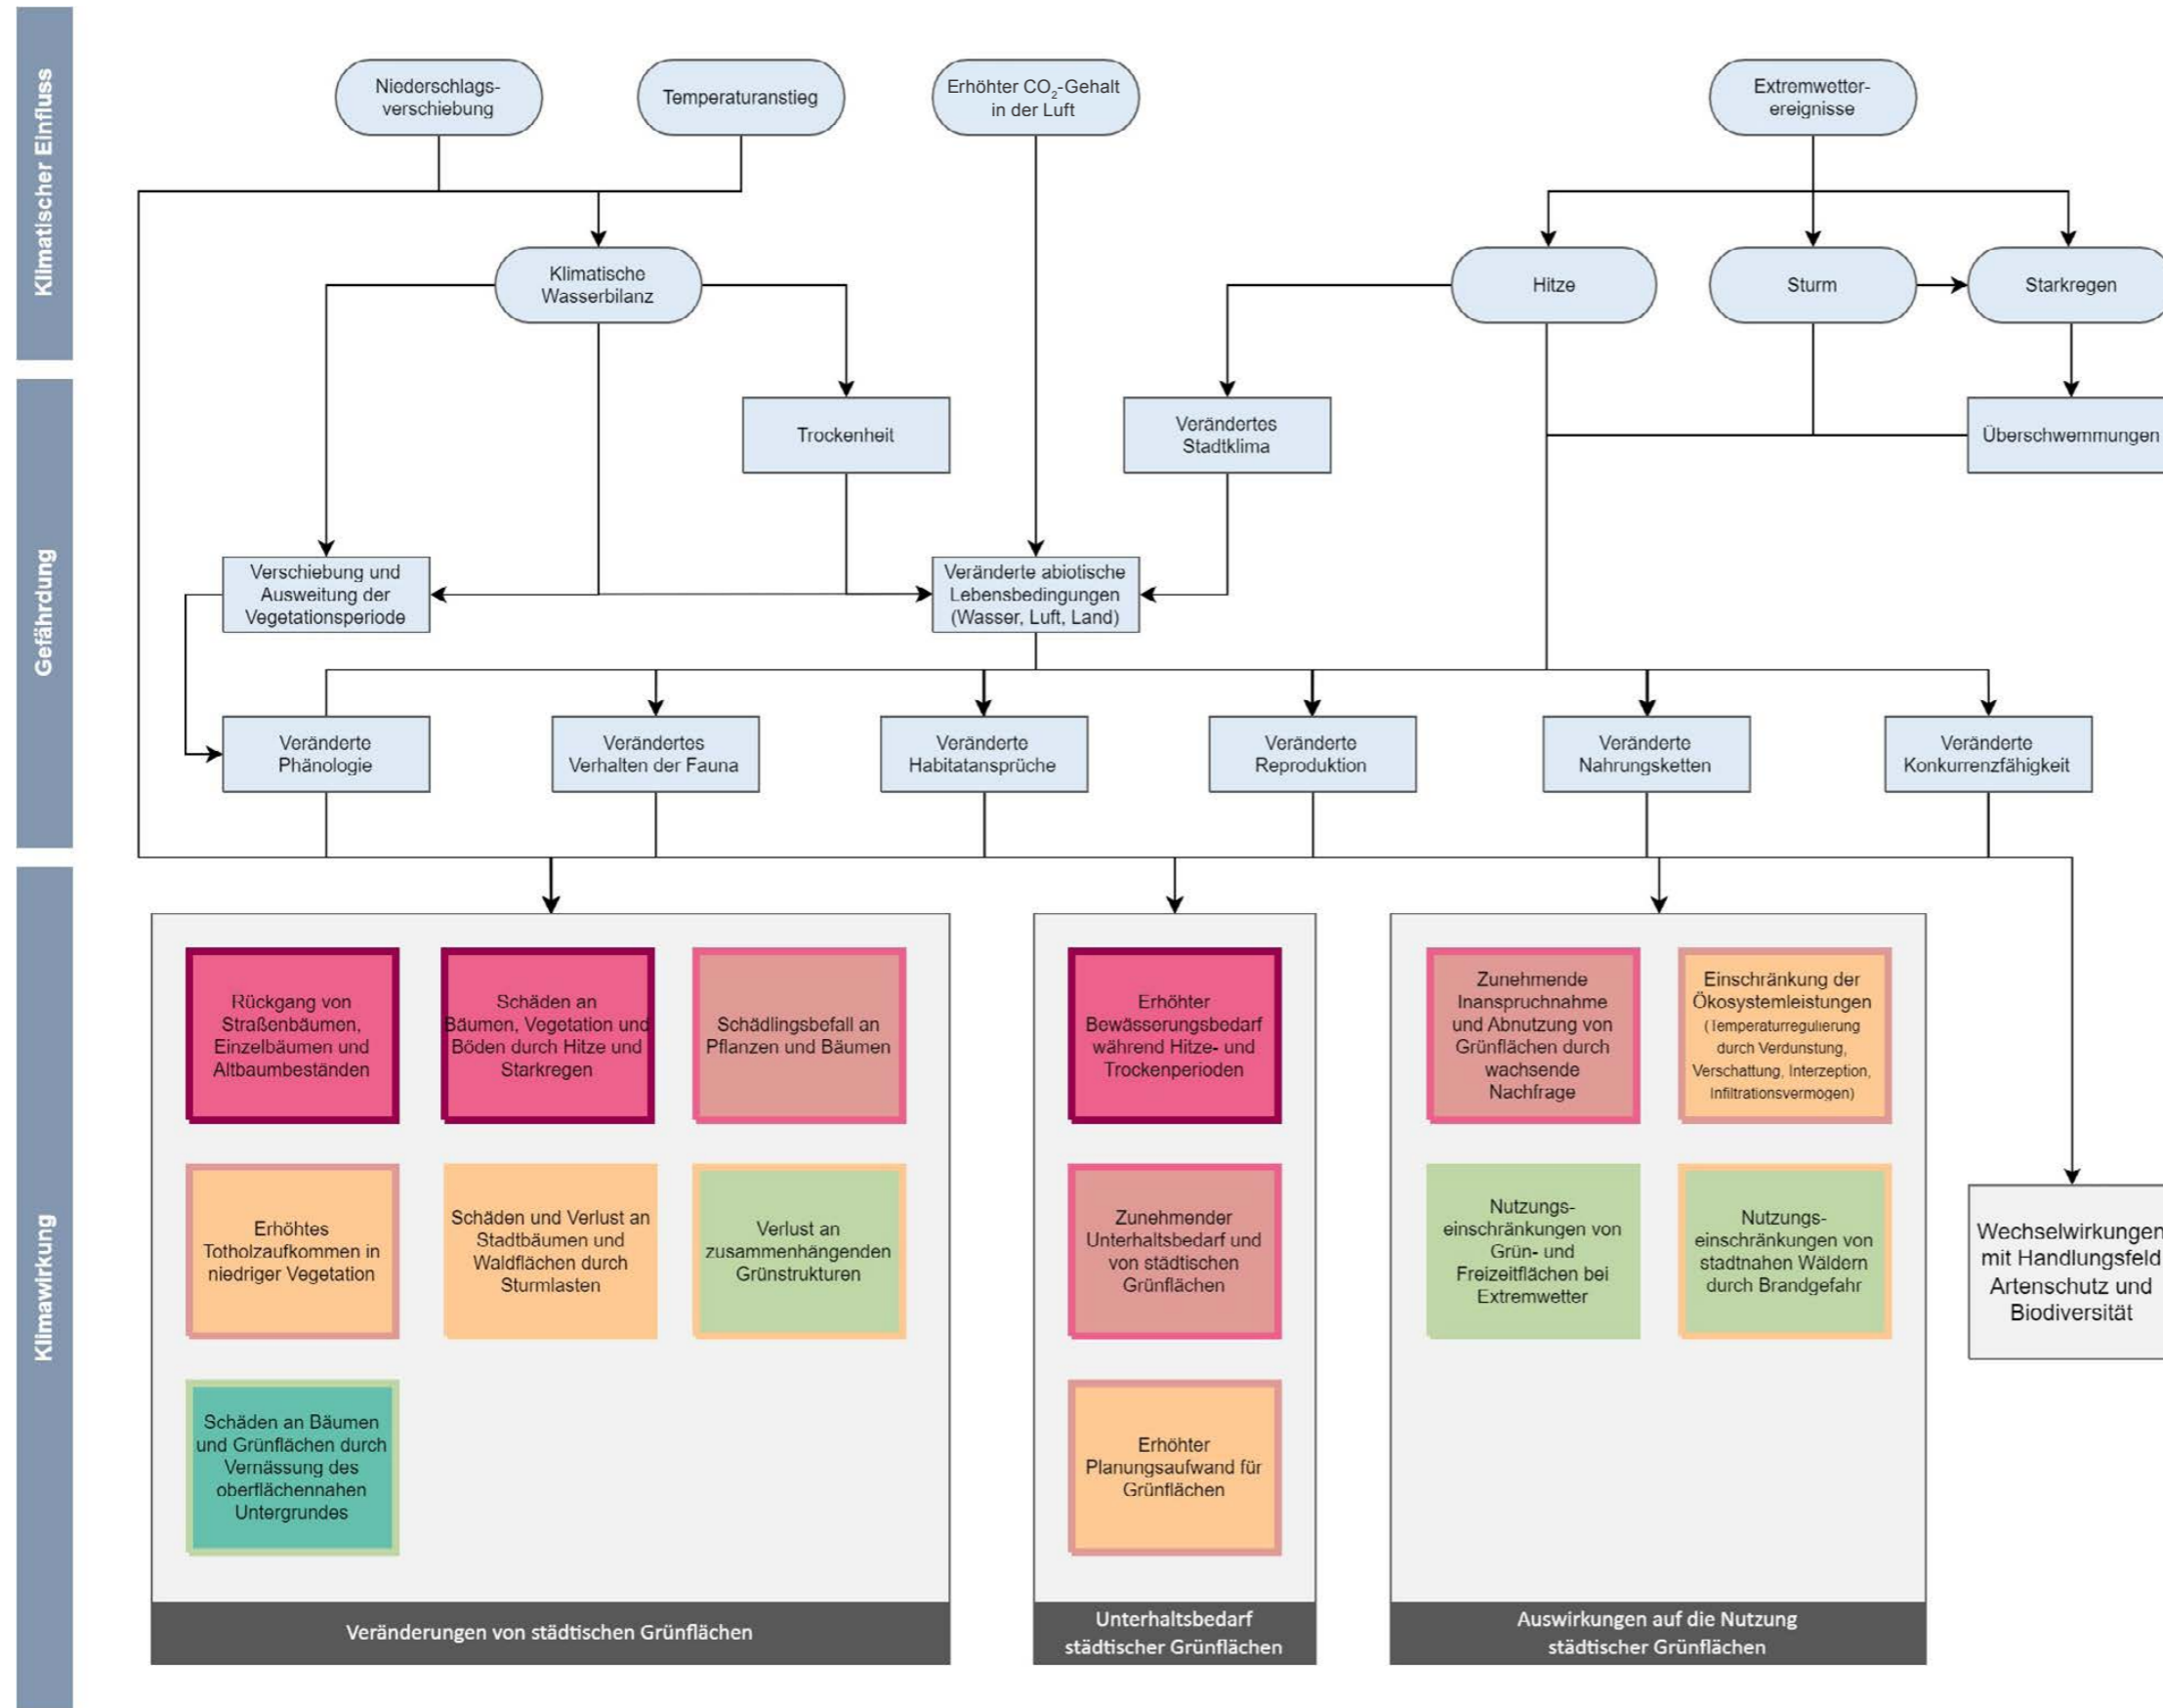 Klimatischer Einfluss
Niederschlags-
verschiebung
Temperaturanstieg
Erhöhter CO₂-Gehalt
in der Luft
Extremwetter-
ereignisse
Klimatische
Wasserbilanz
Hitze
Sturm
Starkregen
Gefährdung
Trockenheit
Verändertes
Stadtklima
Überschwemmungen
Verschiebung und
Ausweitung der
Vegetationsperiode
Veränderte abiotische
Lebensbedingungen
(Wasser, Luft, Land)
Veränderte
Phänologie
Verändertes
Verhalten der Fauna
Veränderte
Habitatansprüche
Veränderte
Reproduktion
Veränderte
Nahrungsketten
Veränderte
Konkurrenzfähigkeit
Klimawirkung
Rückgang von
Straßenbäumen,
Einzelbäumen und
Altbaumbeständen
Schäden an
Bäumen, Vegetation und
Böden durch Hitze und
Starkregen
Schädlingsbefall an
Pflanzen und Bäumen
Erhöhtes
Totholzaufkommen in
niedriger Vegetation
Schäden und Verlust an
Stadtbäumen und
Waldflächen durch
Sturmlasten
Verlust an
zusammenhängenden
Grünstrukturen
Schäden an Bäumen
und Grünflächen durch
Vernässung des
oberflächennahen
Untergrundes
Veränderungen von städtischen Grünflächen
Erhöhter
Bewässerungsbedarf
während Hitze- und
Trockenperioden
Zunehmender
Unterhaltsbedarf und
von städtischen
Grünflächen
Erhöhter
Planungsaufwand für
Grünflächen
Unterhaltsbedarf
städtischer Grünflächen
Zunehmende
Inanspruchnahme
und Abnutzung von
Grünflächen durch
wachsende
Nachfrage
Einschränkung der
Ökosystemleistungen
(Temperaturregulierung
durch Verdunstung,
Verschattung, Interzeption,
Infiltrationsvermögen)
Nutzungs-
einschränkungen von
Grün- und
Freizeitflächen bei
Extremwetter
Nutzungs-
einschränkungen von
stadtnahen Wäldern
durch Brandgefahr
Auswirkungen auf die Nutzung
städtischer Grünflächen
Wechselwirkungen
mit Handlungsfeld
Artenschutz und
Biodiversität